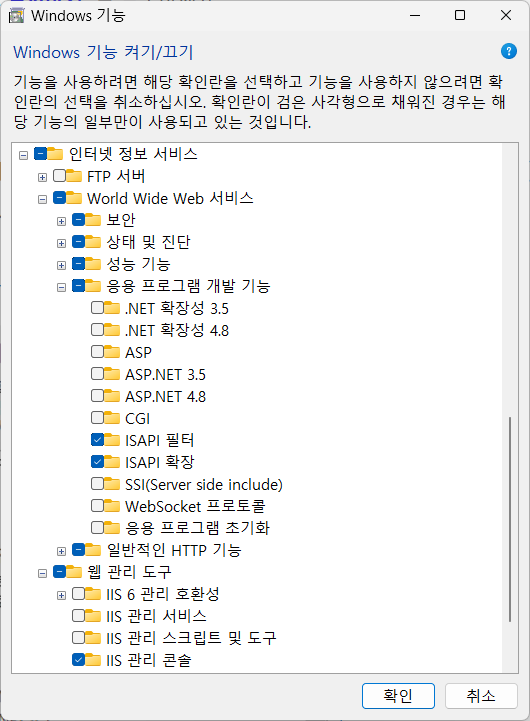 Windows 기능
Windows 기능 켜기/끄기
기능을 사용하려면 해당 확인란을 선택하고 기능을 사용하지 않으려면 확
인란의 선택을 취소하십시오. 확인란이 검은 사각형으로 채워진 경우는 해
당 기능의 일부만이 사용되고 있는 것입니다.
인터넷 정보 서비스
FTP 서버
World Wide Web 서비스
보안
상태 및 진단
성능 기능
응용 프로그램 개발 기능
.NET 확장성 3.5
.NET 확장성 4.8
ASP
ASP.NET 3.5
ASP.NET 4.8
CGI
ISAPI 필터
ISAPI 확장
SSI(Server side include)
WebSocket 프로토콜
응용 프로그램 초기화
일반적인 HTTP 기능
웹 관리 도구
IIS 6 관리 호환성
IIS 관리 서비스
IIS 관리 스크립트 및 도구
IIS 관리 콘솔
확인
취소